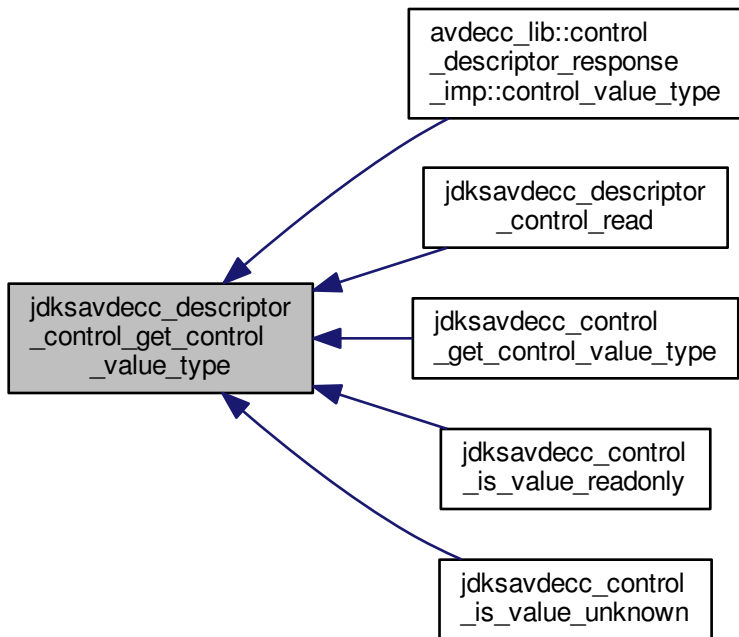 avdecc_lib::control
_descriptor_response
_imp::control_value_type
jdksavdecc_descriptor
_control_read
jdksavdecc_descriptor
_control_get_control
_value_type
jdksavdecc_control
_get_control_value_type
jdksavdecc_control
_is_value_readonly
jdksavdecc_control
_is_value_unknown